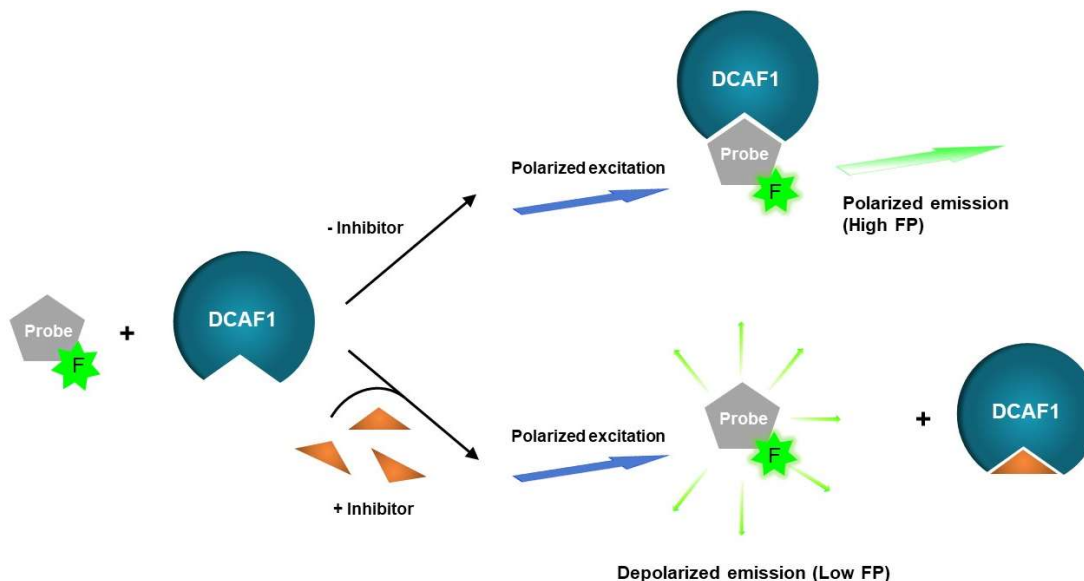 DCAF1
Probe
F
Polarized excitation
Polarized emission
(High FP)
- Inhibitor
Probe
F
+
DCAF1
Polarized excitation
Probe
F
+
DCAF1
+ Inhibitor
Depolarized emission (Low FP)